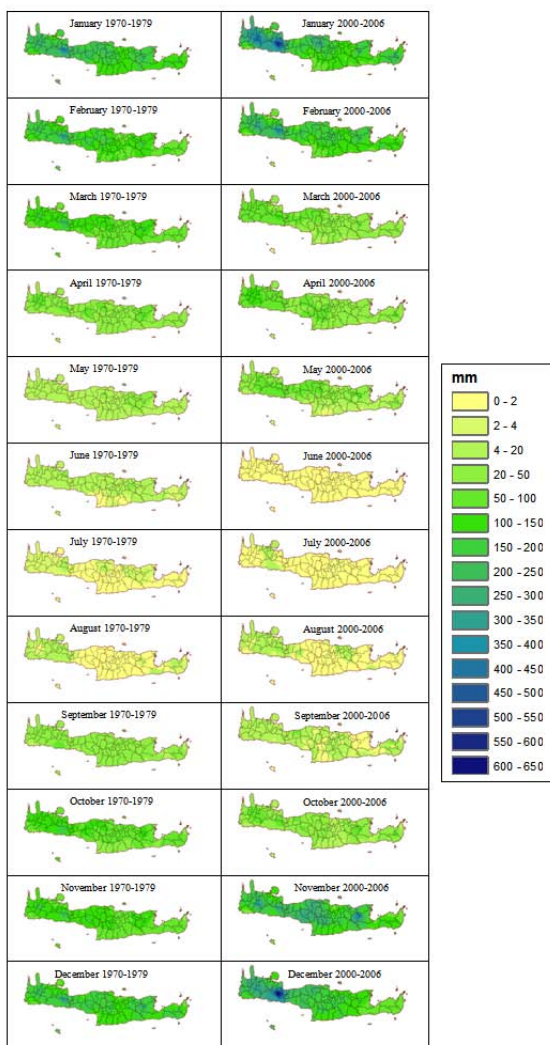 January 1970-1979
January 2000-2006
February 1970-1979
February 2000-2006
March 1970-1979
March 2000-2006
April 1970-1979
April 2000-2006
May 1970-1979
May 2000-2006
June 1970-1979
June 2000-2006
July 1970-1979
July 2000-2006
August 1970-1979
August 2000-2006
September 1970-1979
September 2000-2006
October 1970-1979
October 2000-2006
November 1970-1979
November 2000-2006
December 1970-1979
December 2000-2006
mm
0 - 2
2 - 4
4 - 20
20 - 50
50 - 100
100 - 150
150 - 200
200 - 250
250 - 300
300 - 350
350 - 400
400 - 450
450 - 500
500 - 550
550 - 600
600 - 650